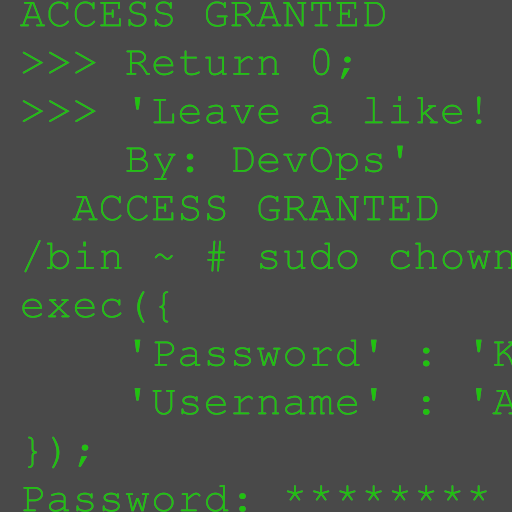 ACCESS GRANTED
>>> Return 0;
>>> 'Leave a like!
By: DevOps'
ACCESS GRANTED
/bin ~ # sudo chown
exec({
'Password' : 'K
'Username' : 'A
});
Password: ********